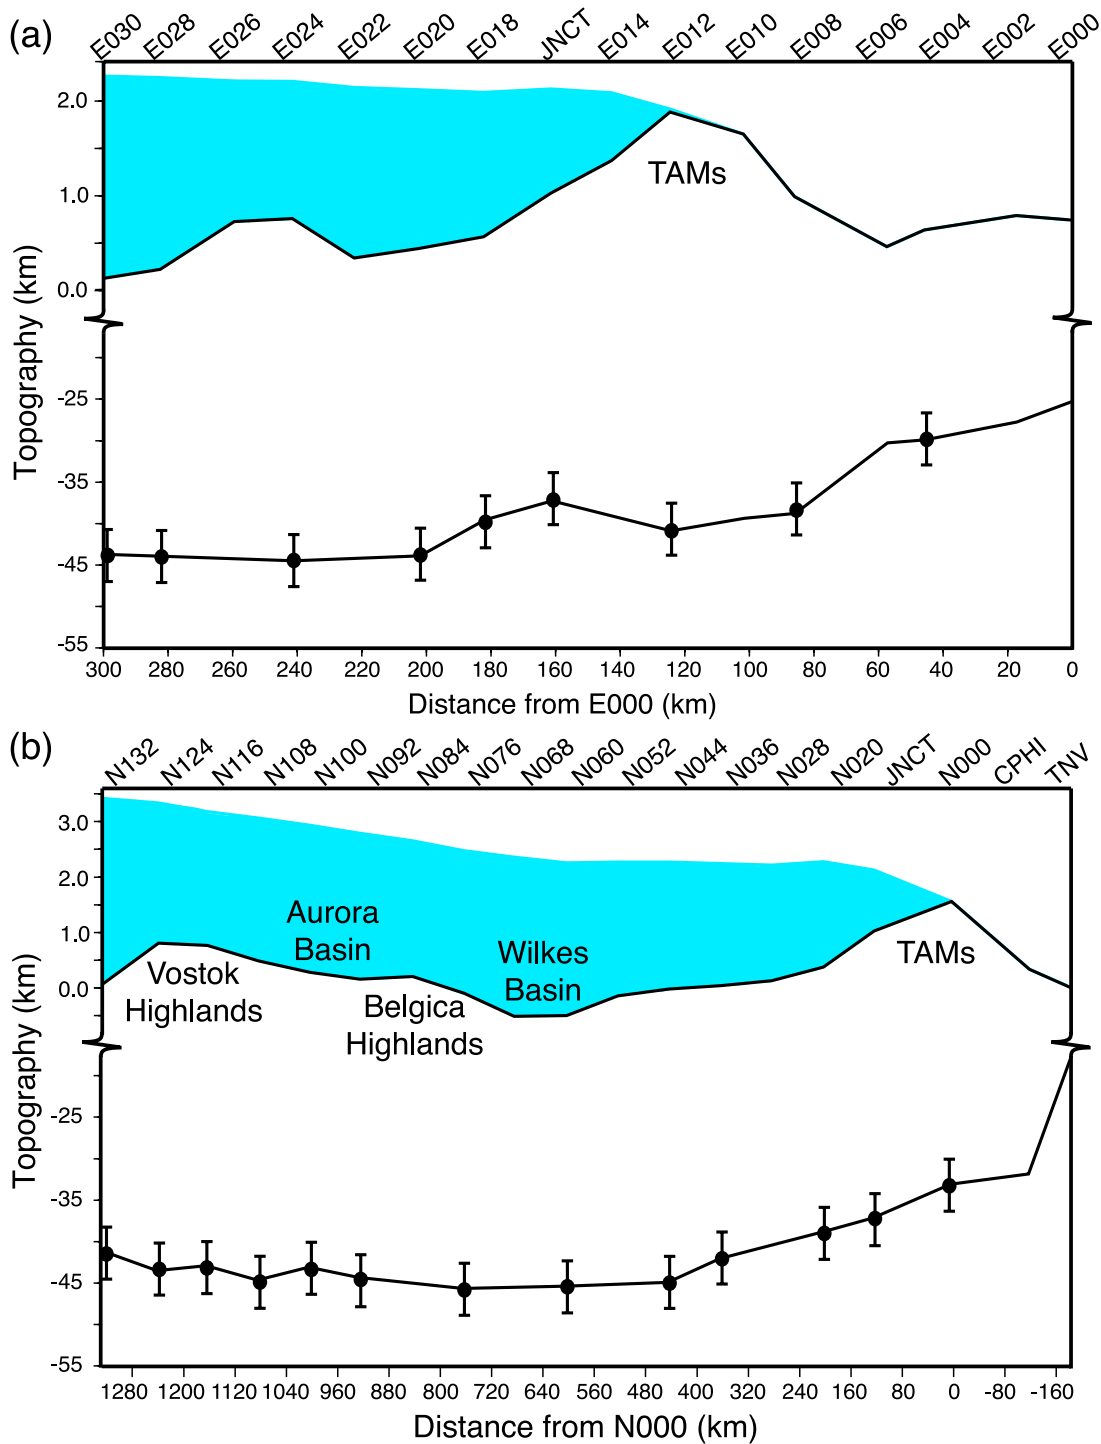 (a)
E030 E028 E026 E024 E022 E020 E018 JNCT E014 E012 E010 E008 E006 E004 E002 E000
2.0
1.0
0.0
TAMs
Topography (km)
-25
-35
-45
-55
300 280 260 240 220 200 180 160 140 120 100 80 60 40 20 0
Distance from E000 (km)
(b)
N132 N124 N116 N108 N100 N092 N084 N076 N068 N060 N052 N044 N036 N028 N020 JNCT N000 CPHI TNV
3.0
2.0
1.0
0.0
Aurora
Basin
Wilkes
Basin
TAMs
Vostok
Highlands
Belgica
Highlands
Topography (km)
-25
-35
-45
-55
1280 1200 1120 1040 960 880 800 720 640 560 480 400 320 240 160 80 0 -80 -160
Distance from N000 (km)